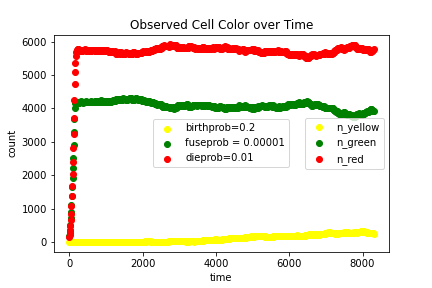 Observed Cell Color over Time
6000
5000
4000
3000
2000
1000
0
count
birthprob=0.2
fuseprob = 0.00001
dieprob=0.01
n_yellow
n_green
n_red
0
2000
4000
6000
8000
time